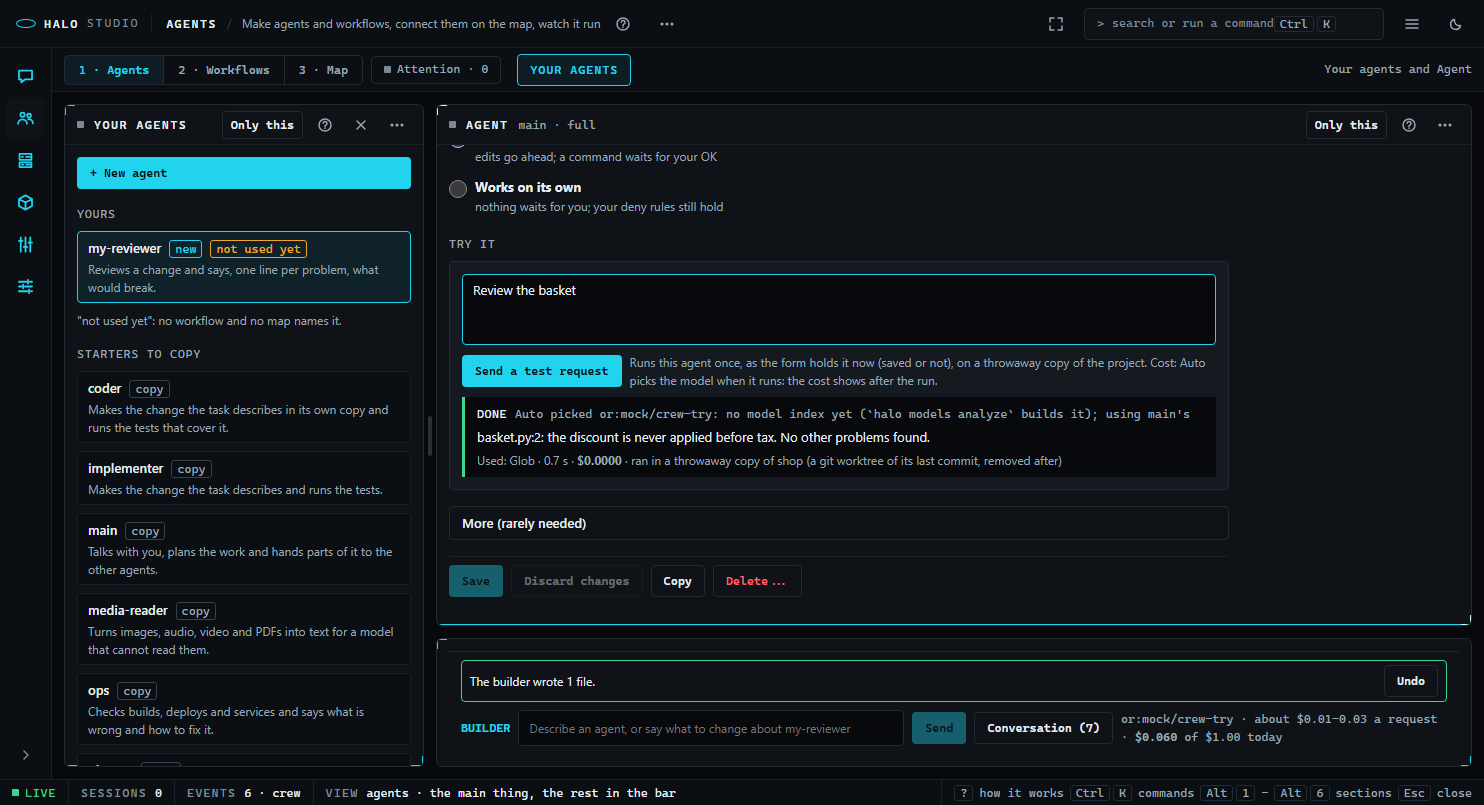 HALO STUDIO AGENTS / Make agents and workflows, connect them on the map, watch it run ? ...
> search or run a command Ctrl K
1 · Agents 2 · Workflows 3 · Map Attention · 0 YOUR AGENTS Your agents and Agent
YOUR AGENTS Only this ? × ...
+ New agent
YOURS
my-reviewer new not used yet
Reviews a change and says, one line per problem, what
would break.
"not used yet": no workflow and no map names it.
STARTERS TO COPY
coder copy
Makes the change the task describes in its own copy and
runs the tests that cover it.
implementer copy
Makes the change the task describes and runs the tests.
main copy
Talks with you, plans the work and hands parts of it to the
other agents.
media-reader copy
Turns images, audio, video and PDFs into text for a model
that cannot read them.
ops copy
Checks builds, deploys and services and says what is
wrong and how to fix it.
AGENT main · full Only this ? ...
edits go ahead; a command waits for your OK
Works on its own
nothing waits for you; your deny rules still hold
TRY IT
Review the basket
Send a test request
Runs this agent once, as the form holds it now (saved or not), on a throwaway copy of the project. Cost: Auto
picks the model when it runs: the cost shows after the run.
DONE Auto picked or:mock/crew-try: no model index yet (`halo models analyze` builds it); using main's
basket.py:2: the discount is never applied before tax. No other problems found.
Used: Glob · 0.7 s · $0.0000 · ran in a throwaway copy of shop (a git worktree of its last commit, removed after)
More (rarely needed)
Save Discard changes Copy Delete...
The builder wrote 1 file. Undo
BUILDER Describe an agent, or say what to change about my-reviewer Send Conversation (7)
or:mock/crew-try · about $0.01-0.03 a request
· $0.060 of $1.00 today
LIVE SESSIONS 0 EVENTS 6 · crew VIEW agents · the main thing, the rest in the bar ? how it works Ctrl K commands Alt 1 – Alt 6 sections Esc close